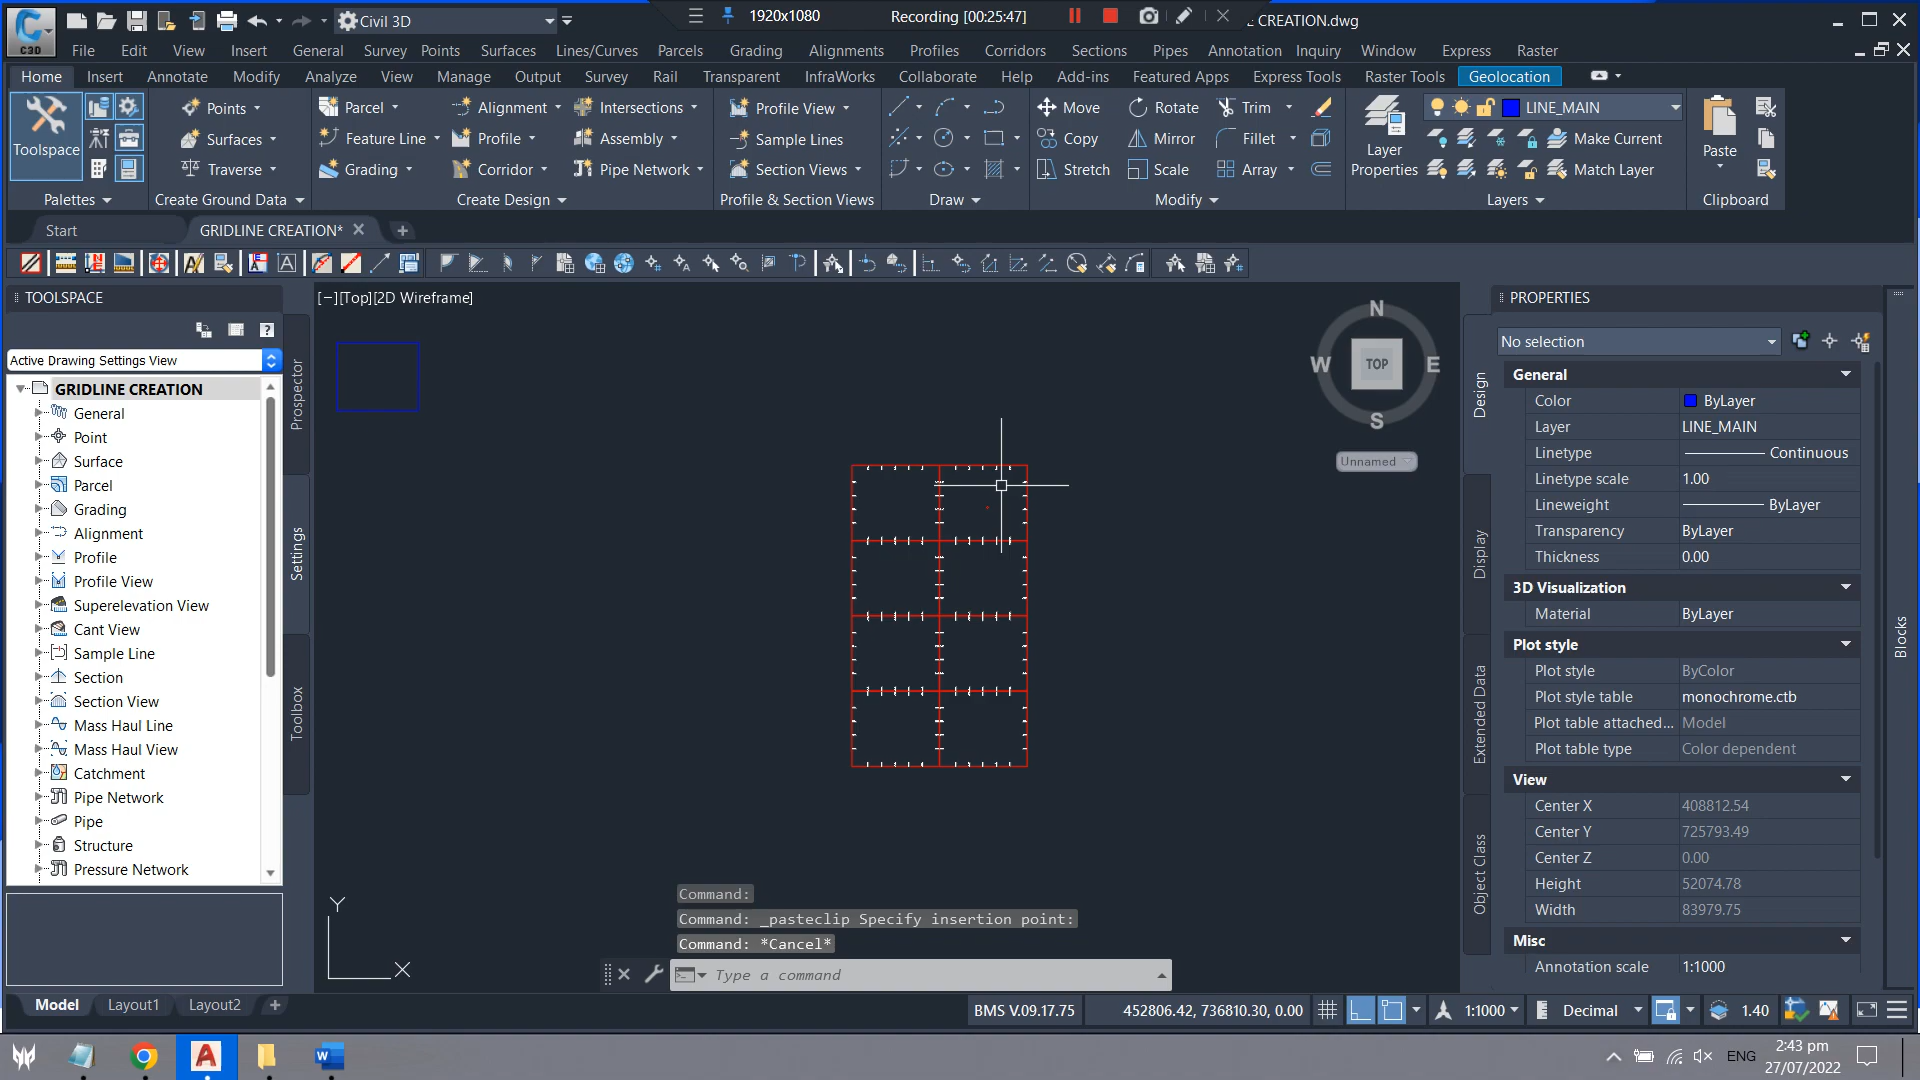 C3D
Civil 3D
1920x1080
Recording [00:25:47]
E CREATION.dwg
File Edit View Insert General Survey Points Surfaces Lines/Curves Parcels Grading Alignments Profiles Corridors Sections Pipes Annotation Inquiry Window Express Raster
Home Insert Annotate Modify Analyze View Manage Output Survey Rail Transparent InfraWorks Collaborate Help Add-ins Featured Apps Express Tools Raster Tools Geolocation
Points Parcel Alignment Intersections Profile View Move Rotate Trim LINE_MAIN
Toolspace Surfaces Feature Line Profile Assembly Sample Lines Copy Mirror Fillet Layer Properties Make Current Paste
Traverse Grading Corridor Pipe Network Section Views Stretch Scale Array Match Layer
Palettes Create Ground Data Create Design Profile & Section Views Draw Modify Layers Clipboard
Start GRIDLINE CREATION*
TOOLSPACE
[−][Top][2D Wireframe]
PROPERTIES
Active Drawing Settings View
GRIDLINE CREATION
General
Point
Surface
Parcel
Grading
Alignment
Profile
Profile View
Superelevation View
Cant View
Sample Line
Section
Section View
Mass Haul Line
Mass Haul View
Catchment
Pipe Network
Pipe
Structure
Pressure Network
Prospector
Settings
Toolbox
N
W TOP E
S
Unnamed
Y
X
Command:
Command: _pasteclip Specify insertion point:
Command: *Cancel*
Type a command
Design
Display
Extended Data
Object Class
No selection
General
Color ByLayer
Layer LINE_MAIN
Linetype Continuous
Linetype scale 1.00
Lineweight ByLayer
Transparency ByLayer
Thickness 0.00
3D Visualization
Material ByLayer
Plot style
Plot style ByColor
Plot style table monochrome.ctb
Plot table attached... Model
Plot table type Color dependent
View
Center X 408812.54
Center Y 725793.49
Center Z 0.00
Height 52074.78
Width 83979.75
Misc
Annotation scale 1:1000
Blocks
Model Layout1 Layout2
BMS V.09.17.75 452806.42, 736810.30, 0.00 1:1000 Decimal 1.40
ENG 2:43 pm
27/07/2022